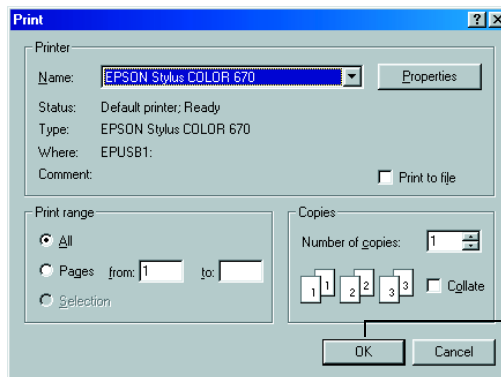 Print
Printer
Name: EPSON Stylus COLOR 670 Properties
Status: Default printer; Ready
Type: EPSON Stylus COLOR 670
Where: EPUSB1:
Comment: Print to file
Print range
All
Pages from: 1 to:
Selection
Copies
Number of copies: 1
1 1 2 2 3 3 Collate
OK Cancel